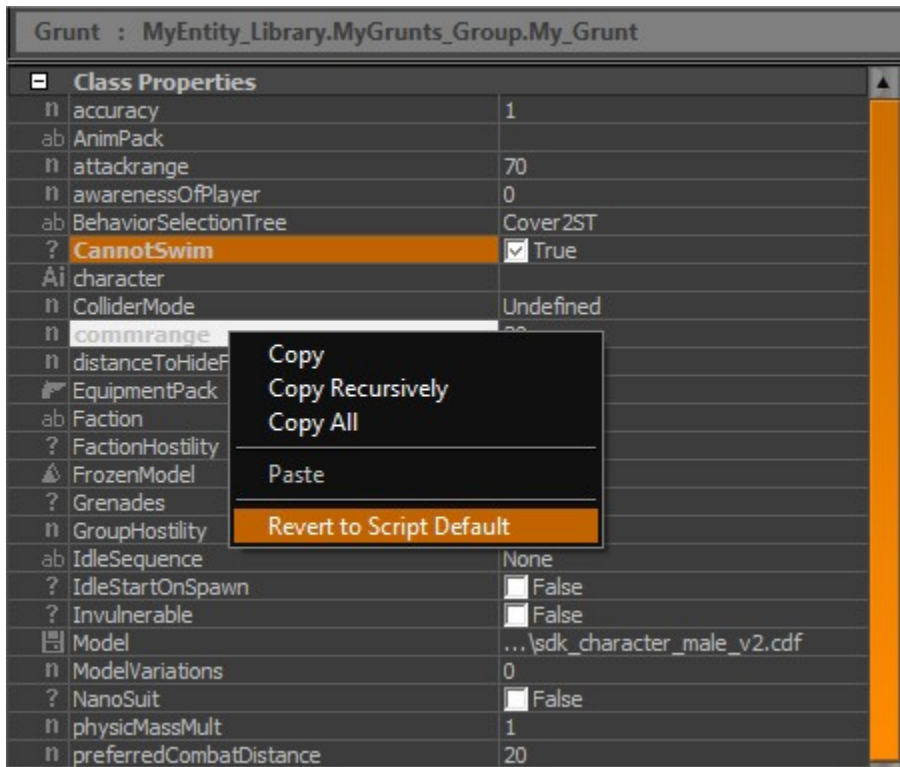 Grunt : MyEntity_Library.MyGrunts_Group.My_Grunt
Class Properties
n accuracy 1
ab AnimPack
n attackrange 70
n awarenessOfPlayer 0
ab BehaviorSelectionTree Cover2ST
? CannotSwim True
Ai character
n ColliderMode Undefined
n commrange
n distanceToHideF
EquipmentPack
ab Faction
? FactionHostility
FrozenModel
? Grenades
n GroupHostility
Copy
Copy Recursively
Copy All
Paste
Revert to Script Default
ab IdleSequence None
? IdleStartOnSpawn False
? Invulnerable False
Model ...\sdk_character_male_v2.cdf
n ModelVariations 0
? NanoSuit False
n physicMassMult 1
n preferredCombatDistance 20